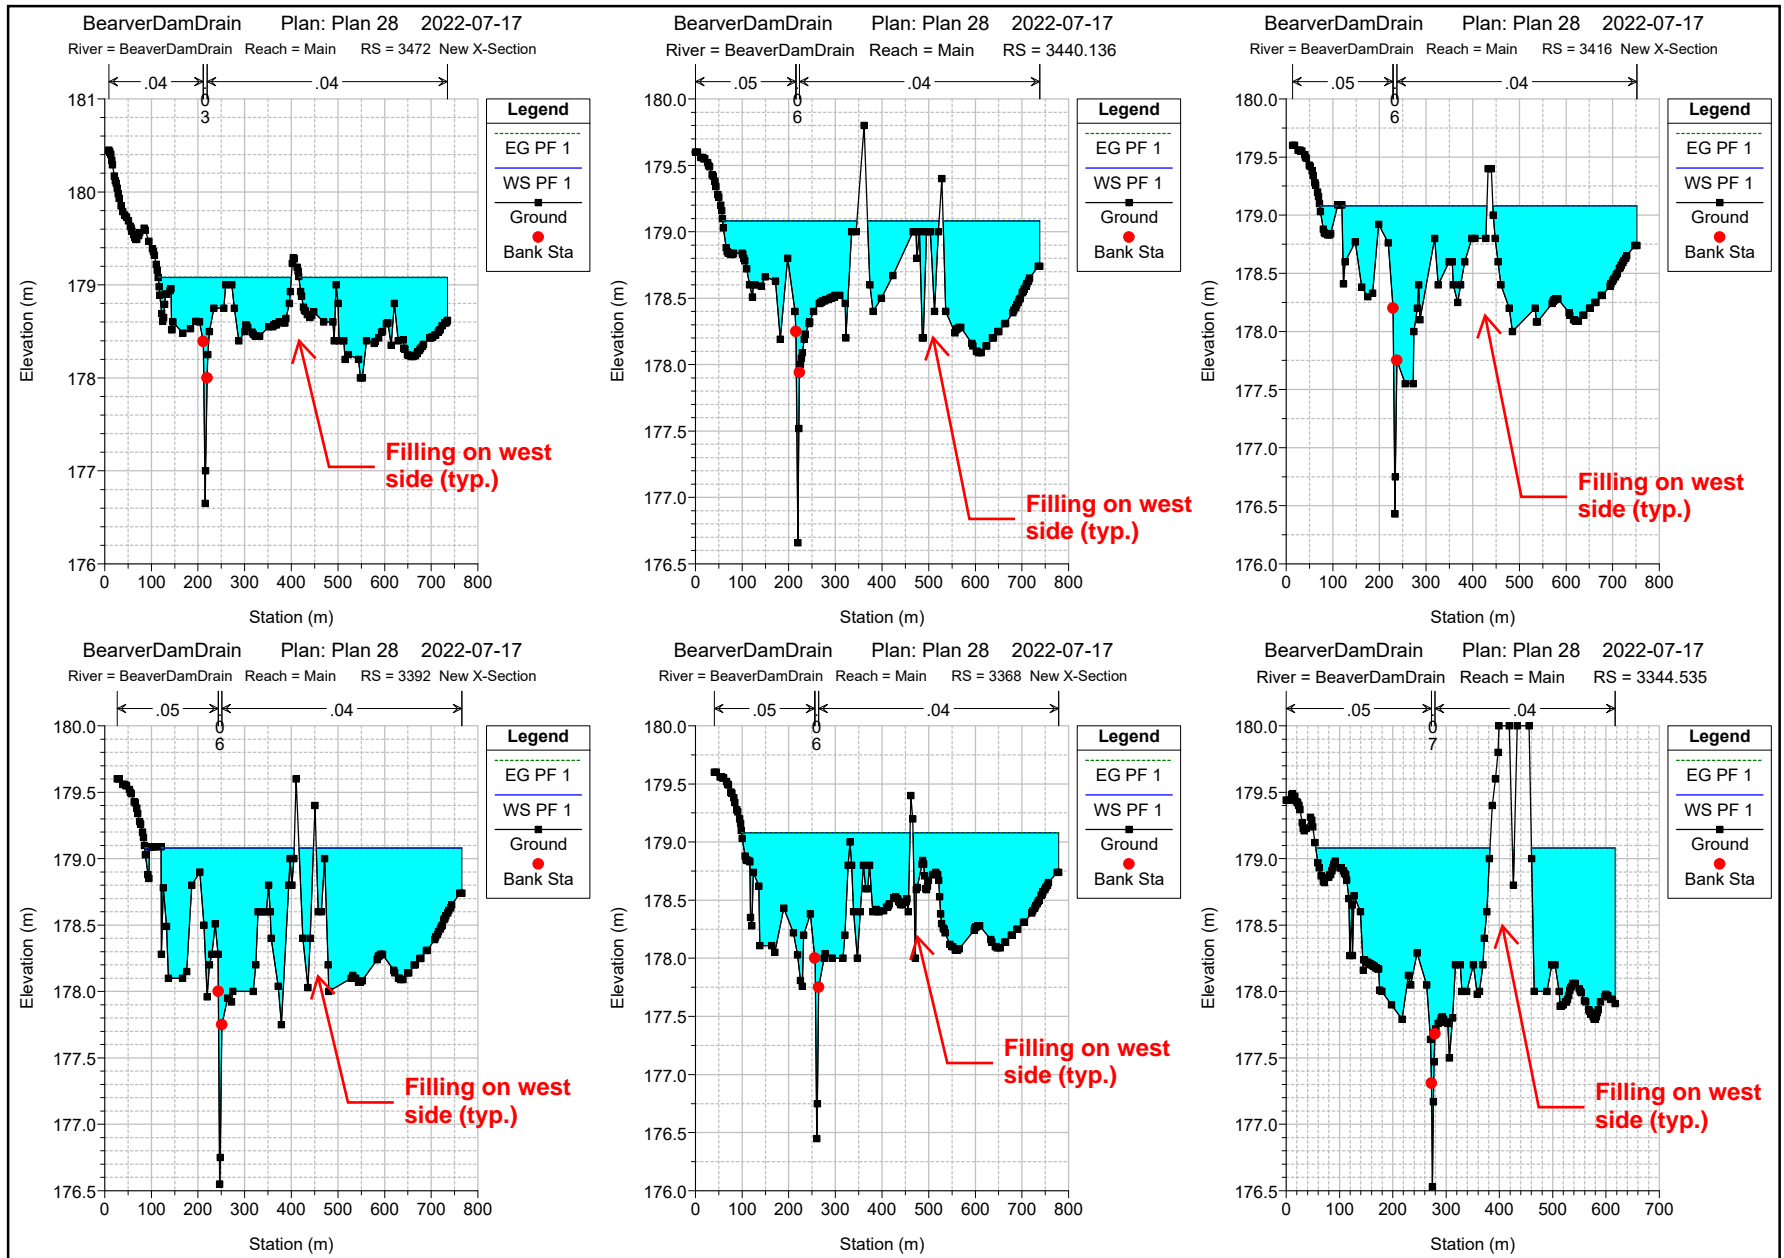 BearverDamDrain Plan: Plan 28 2022-07-17
River = BeaverDamDrain Reach = Main RS = 3472 New X-Section
.04
0
3
.04
181
180
179
178
177
176
0 100 200 300 400 500 600 700 800
Station (m)
Elevation (m)
Legend
EG PF 1
WS PF 1
Ground
Bank Sta
Filling on west
side (typ.)
BearverDamDrain Plan: Plan 28 2022-07-17
River = BeaverDamDrain Reach = Main RS = 3440.136
.05
0
6
.04
180.0
179.5
179.0
178.5
178.0
177.5
177.0
176.5
0 100 200 300 400 500 600 700 800
Station (m)
Elevation (m)
Legend
EG PF 1
WS PF 1
Ground
Bank Sta
Filling on west
side (typ.)
BearverDamDrain Plan: Plan 28 2022-07-17
River = BeaverDamDrain Reach = Main RS = 3416 New X-Section
.05
0
6
.04
180.0
179.5
179.0
178.5
178.0
177.5
177.0
176.5
176.0
0 100 200 300 400 500 600 700 800
Station (m)
Elevation (m)
Legend
EG PF 1
WS PF 1
Ground
Bank Sta
Filling on west
side (typ.)
BearverDamDrain Plan: Plan 28 2022-07-17
River = BeaverDamDrain Reach = Main RS = 3392 New X-Section
.05
0
6
.04
180.0
179.5
179.0
178.5
178.0
177.5
177.0
176.5
0 100 200 300 400 500 600 700 800
Station (m)
Elevation (m)
Legend
EG PF 1
WS PF 1
Ground
Bank Sta
Filling on west
side (typ.)
BearverDamDrain Plan: Plan 28 2022-07-17
River = BeaverDamDrain Reach = Main RS = 3368 New X-Section
.05
0
6
.04
180.0
179.5
179.0
178.5
178.0
177.5
177.0
176.5
176.0
0 100 200 300 400 500 600 700 800
Station (m)
Elevation (m)
Legend
EG PF 1
WS PF 1
Ground
Bank Sta
Filling on west
side (typ.)
BearverDamDrain Plan: Plan 28 2022-07-17
River = BeaverDamDrain Reach = Main RS = 3344.535
.05
0
7
.04
180.0
179.5
179.0
178.5
178.0
177.5
177.0
176.5
0 100 200 300 400 500 600 700
Station (m)
Elevation (m)
Legend
EG PF 1
WS PF 1
Ground
Bank Sta
Filling on west
side (typ.)